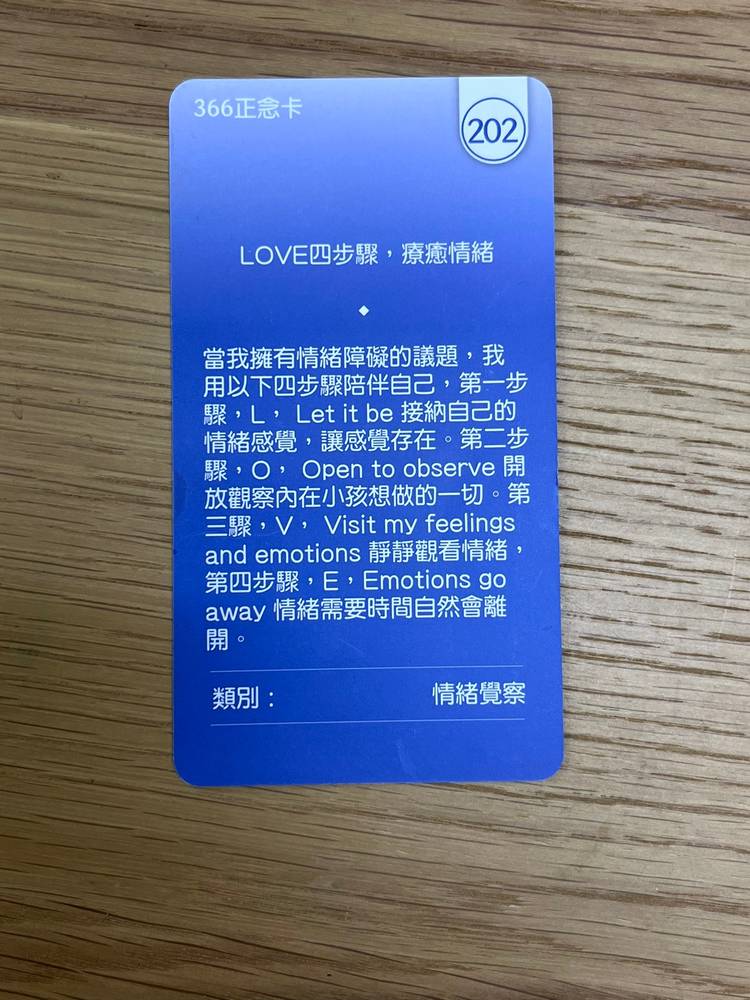 366正念卡
202
LOVE四步驟，療癒情緒
當我擁有情緒障礙的議題，我
用以下四步驟陪伴自己，第一步
驟，L， Let it be 接納自己的
情緒感覺，讓感覺存在。第二步
驟，O， Open to observe 開
放觀察內在小孩想做的一切。第
三驟，V， Visit my feelings
and emotions 靜靜觀看情緒，
第四步驟，E，Emotions go
away 情緒需要時間自然會離
開。
類別： 情緒覺察